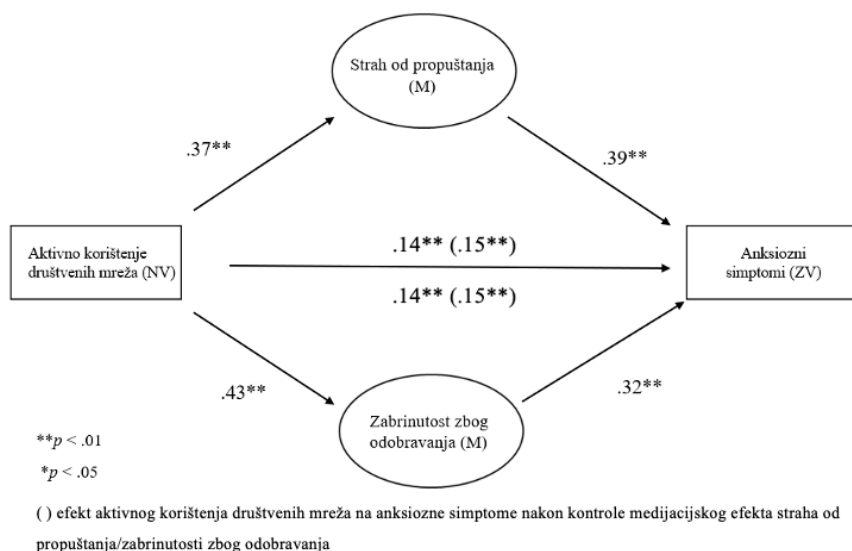 Strah od propuštanja
(M)
.37**
.39**
Aktivno korištenje
društvenih mreža (NV)
.14** (.15**)
.14** (.15**)
Anksiozni
simptomi (ZV)
.43**
.32**
Zabrinutost zbog
odobravanja (M)
**p < .01
*p < .05
( ) efekt aktivnog korištenja društvenih mreža na anksiozne simptome nakon kontrole medijacijskog efekta straha od
propuštanja/zabrinutosti zbog odobravanja